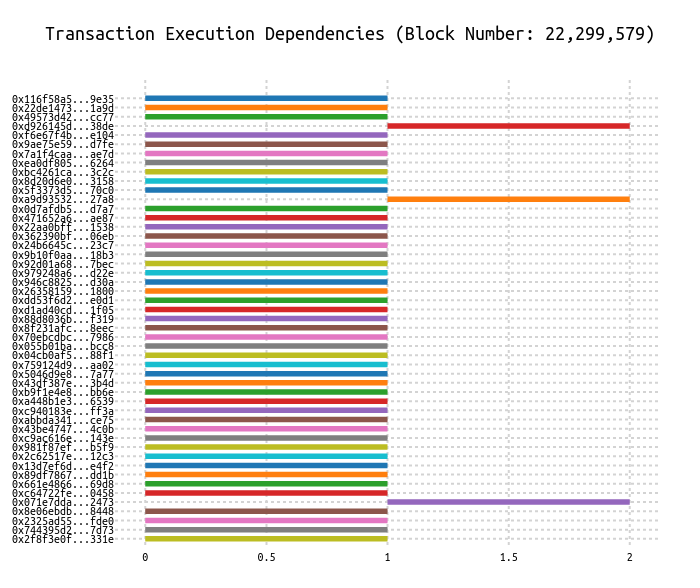 Transaction Execution Dependencies (Block Number: 22,299,579)
0x116f58a5...9e35
0x22de1473...1a9d
0x49573d42...cc77
0xd926145d...38de
0xf6e67f4b...e104
0x9ae75e59...d7fe
0x7a1f4caa...ae7d
0xea0df805...6264
0xbc4261ca...3c2c
0x8d20d6e0...3158
0x5f3373d5...70c0
0xa9d93532...27a8
0x0d7afdb5...d7a7
0x471652a6...ae87
0x22aa0bff...1538
0x362390bf...06eb
0x24b6645c...23c7
0x9b10f0aa...18b3
0x92d01a68...7bec
0x979248a6...d22e
0x946c8825...d30a
0x26358159...1800
0xdd53f6d2...e0d1
0xd1ad40cd...1f05
0x88d8036b...f319
0x8f231afc...8eec
0x70ebcdbc...7986
0x055b01ba...bcc8
0x04cb0af5...88f1
0x759124d9...aa02
0x5046d9e8...7a77
0x43df387e...3b4d
0xb9f1e4e8...bb6e
0xa448b1e3...6539
0xc940183e...ff3a
0xabbda341...ce75
0x43be4747...4c0b
0xc9ac616e...143e
0x981f87ef...b5f9
0x2c62517e...12c3
0x13d7ef6d...e4f2
0x89df7867...dd1b
0x661e4866...69d8
0xc64722fe...0458
0x071e7dda...2473
0x8e06ebdb...8448
0x2325ad55...fde0
0x744395d2...7d73
0x2f8f3e0f...331e
0 0.5 1 1.5 2